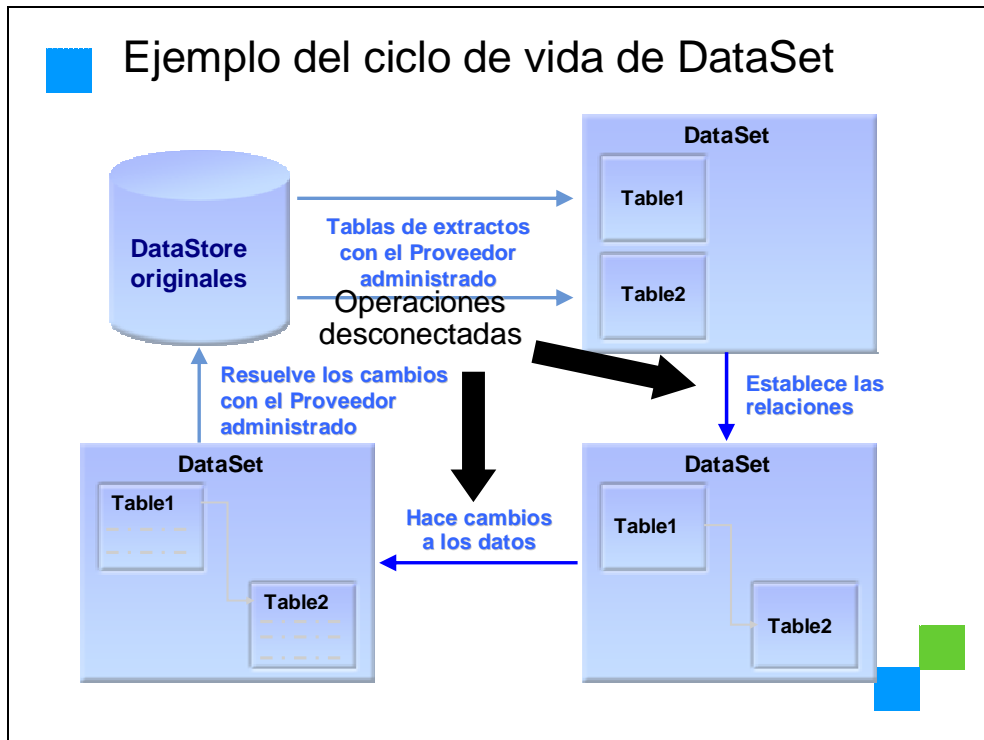 Ejemplo del ciclo de vida de DataSet
DataStore
originales
Tablas de extractos
con el Proveedor
administrado
DataSet
Table1
Table2
Operaciones
desconectadas
Resuelve los cambios
con el Proveedor
administrado
Establece las
relaciones
DataSet
Table1
Table2
Hace cambios
a los datos
DataSet
Table1
Table2